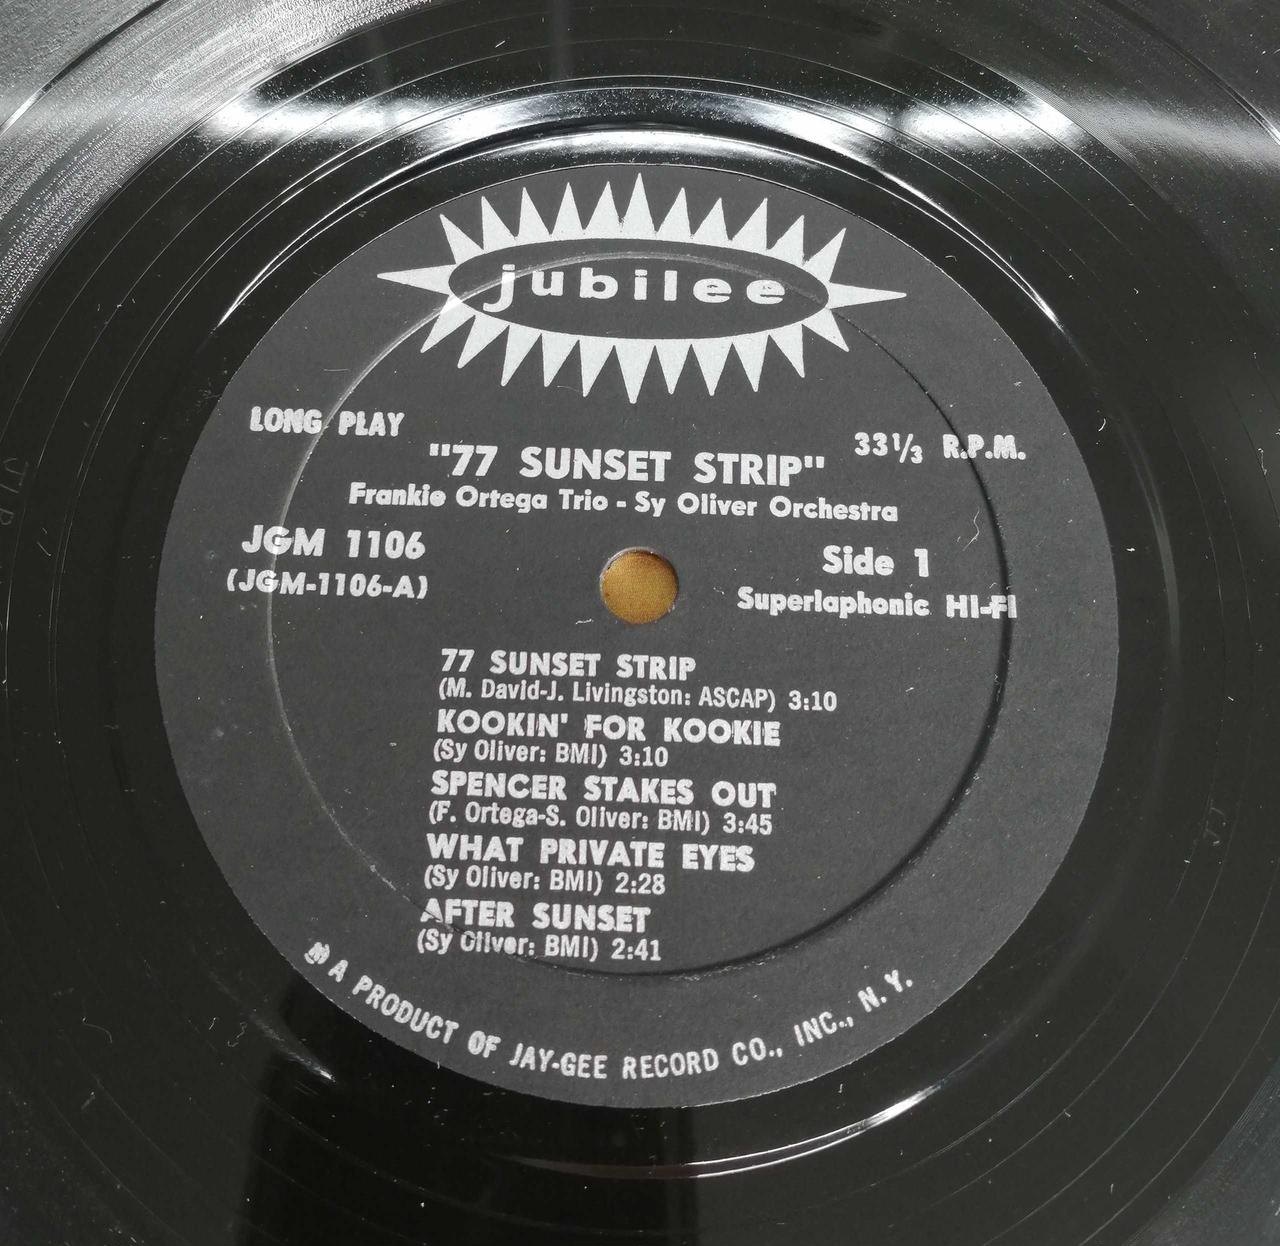 jubilee
LONG PLAY
33⅓ R.P.M.
"77 SUNSET STRIP"
Frankie Ortega Trio - Sy Oliver Orchestra
JGM 1106
(JGM-1106-A)
Side 1
Superlaphonic HI-FI
77 SUNSET STRIP
(M. David-J. Livingston: ASCAP) 3:10
KOOKIN' FOR KOOKIE
(Sy Oliver: BMI) 3:10
SPENCER STAKES OUT
(F. Ortega-S. Oliver: BMI) 3:45
WHAT PRIVATE EYES
(Sy Oliver: BMI) 2:28
AFTER SUNSET
(Sy Oliver: BMI) 2:41
A PRODUCT OF JAY-GEE RECORD CO., INC., N. Y.